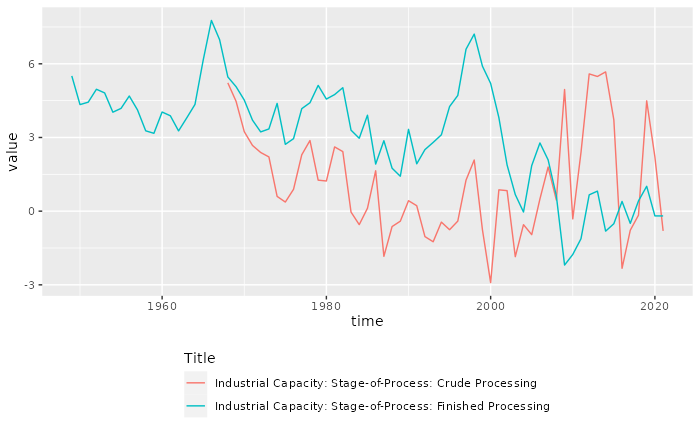 6
3
0
-3
value
1960 1980 2000 2020
time
Title
Industrial Capacity: Stage-of-Process: Crude Processing
Industrial Capacity: Stage-of-Process: Finished Processing